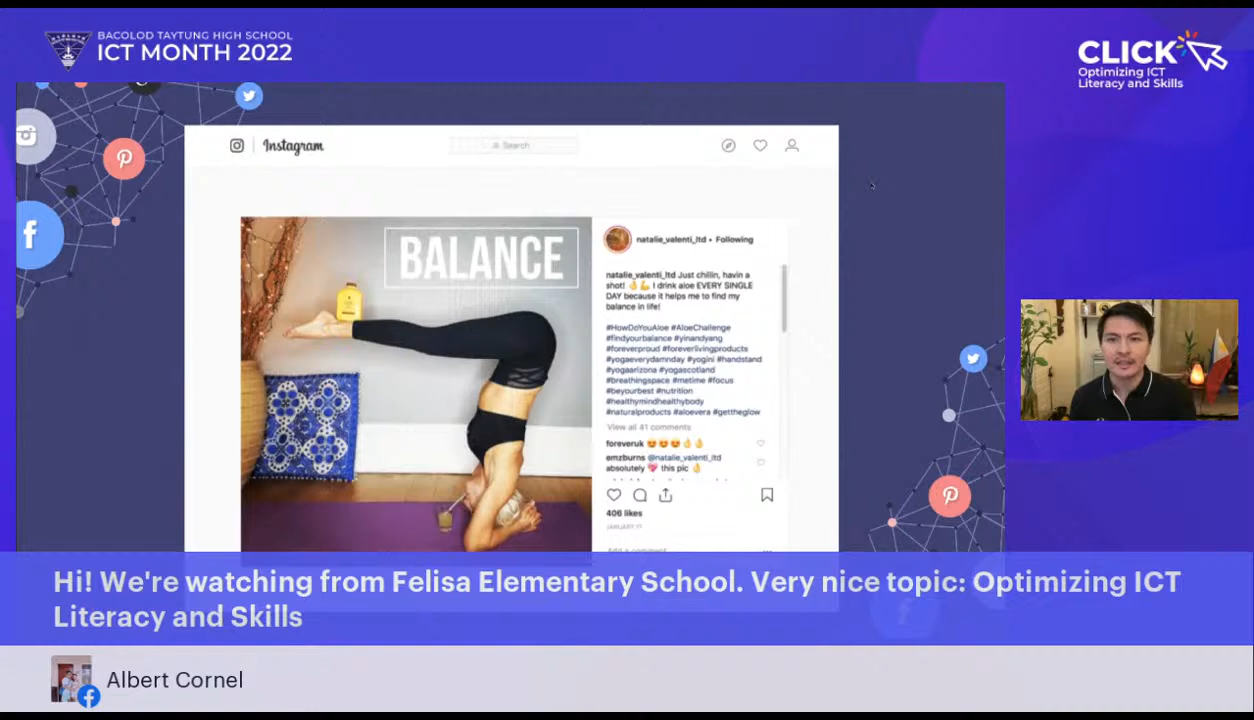 BACOLOD TAYTUNG HIGH SCHOOL
ICT MONTH 2022
CLICK
Optimizing ICT
Literacy and Skills
Instagram
Search
BALANCE
natalie_valenti_ltd • Following
natalie_valenti_ltd Just chillin, havin a
shot! 👌💪 I drink aloe EVERY SINGLE
DAY because it helps me to find my
balance in life!
#HowDoYouAloe #AloeChallenge
#findyourbalance #yinandyang
#foreverproud #foreverlivingproducts
#yogaeverydamnday #yogini #handstand
#yogaarizona #yogascotland
#breathingspace #metime #focus
#beyourbest #nutrition
#healthymindhealthybody
#naturalproducts #aloevera #gettheglow
View all 41 comments
foreveruk 😍😍😍👌👌
emzburns @natalie_valenti_ltd
absolutely 💖 this pic 👌
406 likes
JANUARY 11
Add a comment
Hi! We're watching from Felisa Elementary School. Very nice topic: Optimizing ICT
Literacy and Skills
Albert Cornel